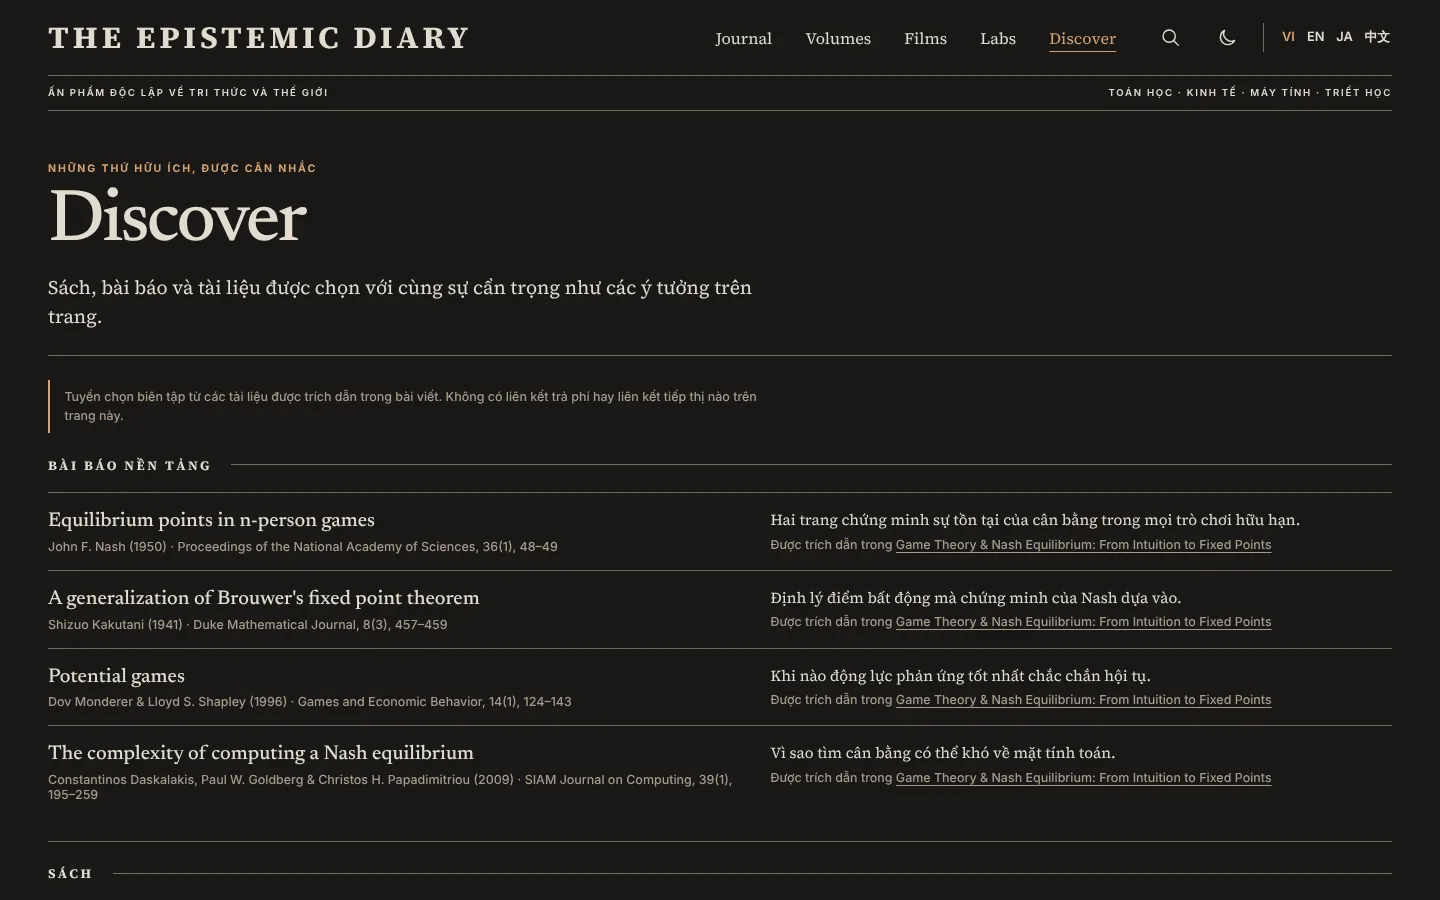 THE EPISTEMIC DIARY
Journal Volumes Films Labs Discover VI EN JA 中文
ẤN PHẨM ĐỘC LẬP VỀ TRI THỨC VÀ THẾ GIỚI
TOÁN HỌC · KINH TẾ · MÁY TÍNH · TRIẾT HỌC
NHỮNG THỨ HỮU ÍCH, ĐƯỢC CÂN NHẮC
Discover
Sách, bài báo và tài liệu được chọn với cùng sự cẩn trọng như các ý tưởng trên
trang.
Tuyển chọn biên tập từ các tài liệu được trích dẫn trong bài viết. Không có liên kết trả phí hay liên kết tiếp thị nào trên
trang này.
BÀI BÁO NỀN TẢNG
Equilibrium points in n-person games
John F. Nash (1950) · Proceedings of the National Academy of Sciences, 36(1), 48–49
Hai trang chứng minh sự tồn tại của cân bằng trong mọi trò chơi hữu hạn.
Được trích dẫn trong Game Theory & Nash Equilibrium: From Intuition to Fixed Points
A generalization of Brouwer's fixed point theorem
Shizuo Kakutani (1941) · Duke Mathematical Journal, 8(3), 457–459
Định lý điểm bất động mà chứng minh của Nash dựa vào.
Được trích dẫn trong Game Theory & Nash Equilibrium: From Intuition to Fixed Points
Potential games
Dov Monderer & Lloyd S. Shapley (1996) · Games and Economic Behavior, 14(1), 124–143
Khi nào động lực phản ứng tốt nhất chắc chắn hội tụ.
Được trích dẫn trong Game Theory & Nash Equilibrium: From Intuition to Fixed Points
The complexity of computing a Nash equilibrium
Constantinos Daskalakis, Paul W. Goldberg & Christos H. Papadimitriou (2009) · SIAM Journal on Computing, 39(1),
195–259
Vì sao tìm cân bằng có thể khó về mặt tính toán.
Được trích dẫn trong Game Theory & Nash Equilibrium: From Intuition to Fixed Points
SÁCH